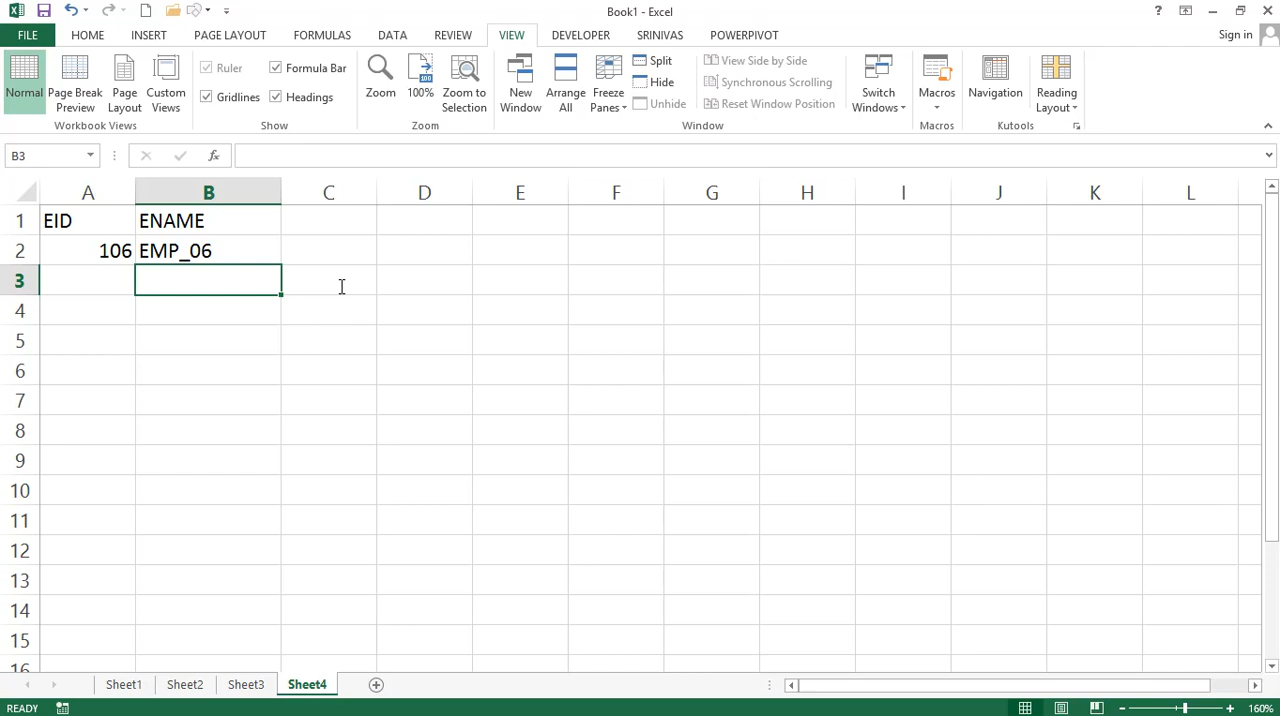 Book1 - Excel
?
FILE HOME INSERT PAGE LAYOUT FORMULAS DATA REVIEW VIEW DEVELOPER SRINIVAS POWERPIVOT Sign in
Normal
Page Break Preview
Page Layout
Custom Views
Workbook Views
Ruler
Formula Bar
Gridlines
Headings
Show
Zoom
100
100%
Zoom to Selection
Zoom
New Window
Arrange All
Freeze Panes
Split
Hide
Unhide
View Side by Side
Synchronous Scrolling
Reset Window Position
Switch Windows
Window
Macros
Macros
Navigation
Reading Layout
Kutools
B3
fx
A B C D E F G H I J K L
1 EID ENAME
2 106 EMP_06
3
4
5
6
7
8
9
10
11
12
13
14
15
16
Sheet1 Sheet2 Sheet3 Sheet4
READY 160%